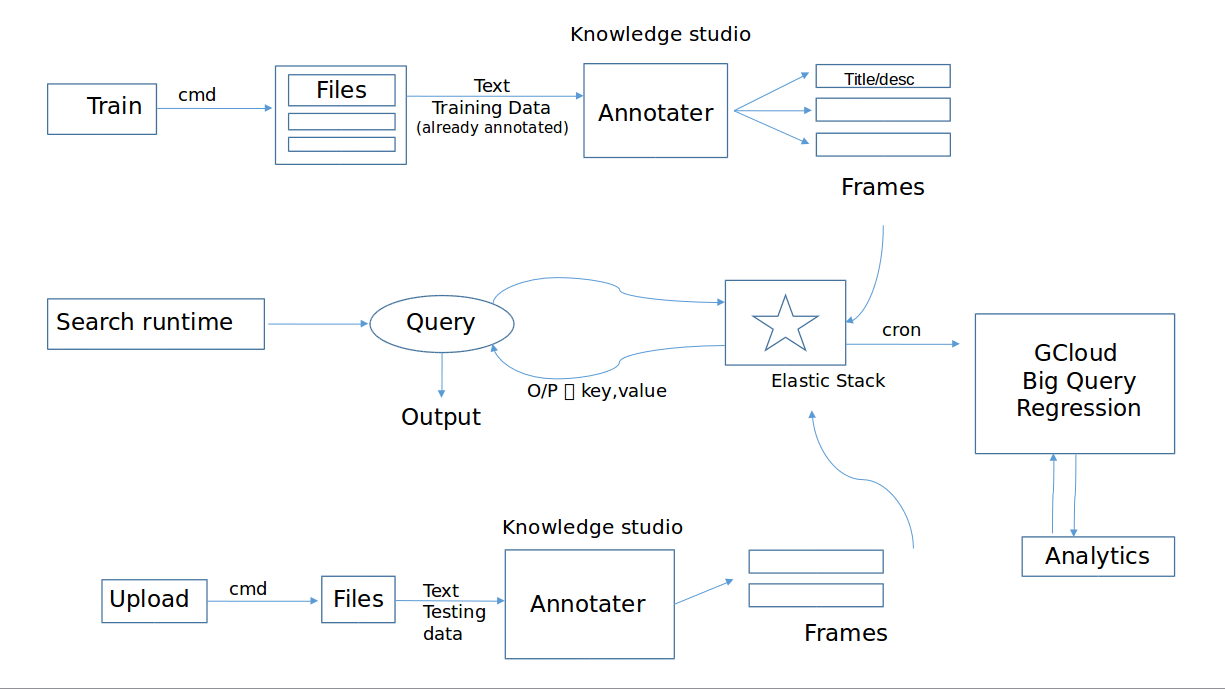 Knowledge studio
Train
cmd
Files
Text
Training Data
(already annotated)
Annotater
Title/desc
Frames
Search runtime
Query
Output
O/P ▯ key,value
Elastic Stack
cron
GCloud
Big Query
Regression
Analytics
Knowledge studio
Upload
cmd
Files
Text
Testing
data
Annotater
Frames